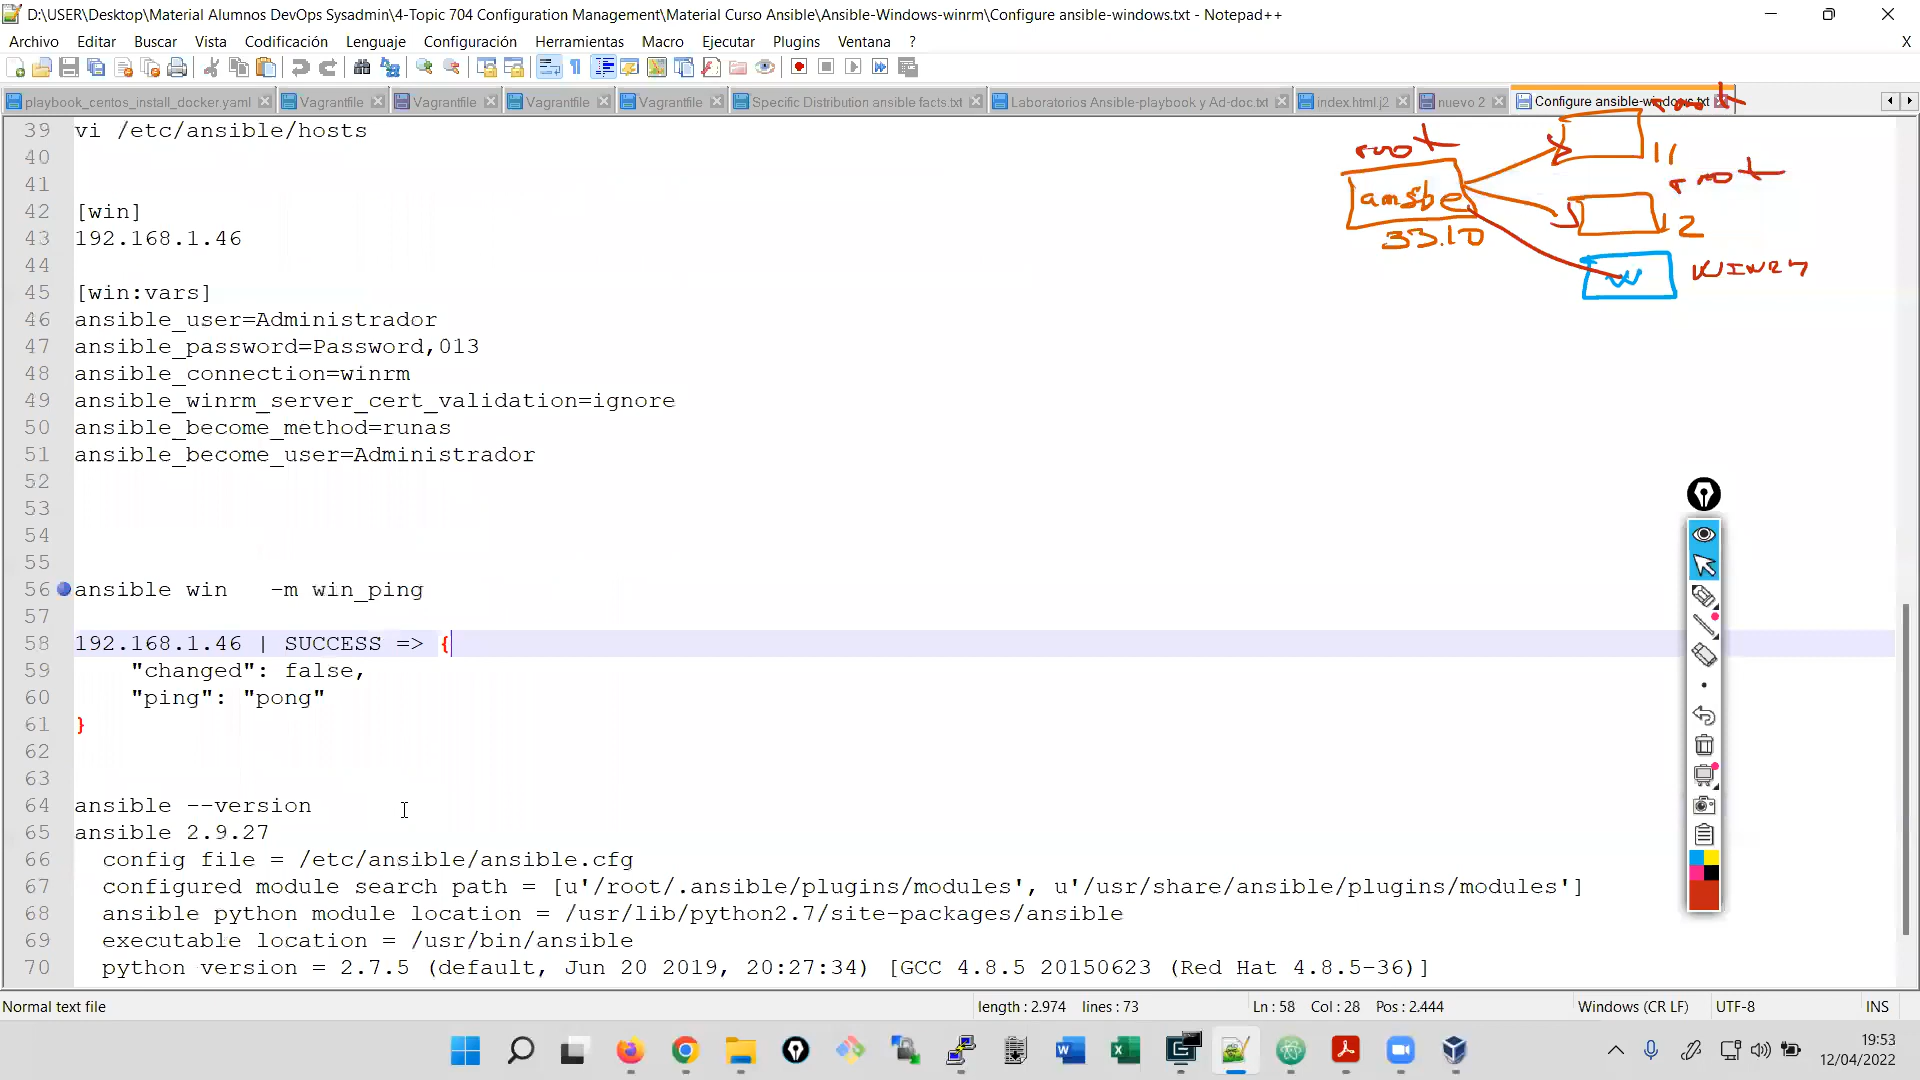 D:\USER\Desktop\Material Alumnos DevOps Sysadmin\4-Topic 704 Configuration Management\Material Curso Ansible\Ansible-Windows-winrm\Configure ansible-windows.txt - Notepad++
Archivo Editar Buscar Vista Codificación Lenguaje Configuración Herramientas Macro Ejecutar Plugins Ventana ? X
playbook_centos_install_docker.yaml Vagrantfile Vagrantfile Vagrantfile Vagrantfile Specific Distribution ansible facts.txt Laboratorios Ansible-playbook y Ad-doc.txt index.html.j2 nuevo 2 Configure ansible-windows.txt
39 vi /etc/ansible/hosts
40
41
42 [win]
43 192.168.1.46
44
45 [win:vars]
46 ansible_user=Administrador
47 ansible_password=Password,013
48 ansible_connection=winrm
49 ansible_winrm_server_cert_validation=ignore
50 ansible_become_method=runas
51 ansible_become_user=Administrador
52
53
54
55
56 ansible win   -m win_ping
57
58 192.168.1.46 | SUCCESS => {
59     "changed": false,
60     "ping": "pong"
61 }
62
63
64 ansible --version
65 ansible 2.9.27
66   config file = /etc/ansible/ansible.cfg
67   configured module search path = [u'/root/.ansible/plugins/modules', u'/usr/share/ansible/plugins/modules']
68   ansible python module location = /usr/lib/python2.7/site-packages/ansible
69   executable location = /usr/bin/ansible
70   python version = 2.7.5 (default, Jun 20 2019, 20:27:34) [GCC 4.8.5 20150623 (Red Hat 4.8.5-36)]
root
root
11
root
ansbe
33.10
12
W
Normal text file length : 2.974 lines : 73 Ln : 58 Col : 28 Pos : 2.444 Windows (CR LF) UTF-8 INS
19:53
12/04/2022